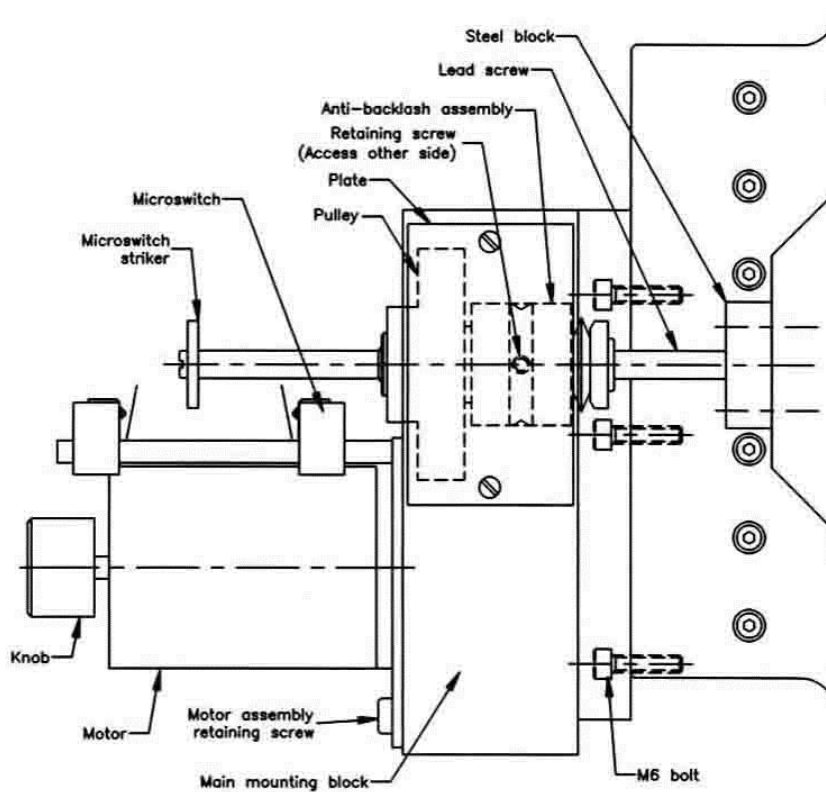 Steel block
Lead screw
Anti-backlash assembly
Retaining screw
(Access other side)
Plate
Microswitch
Pulley
Microswitch
striker
Knob
Motor
Motor assembly
retaining screw
Main mounting block
M6 bolt